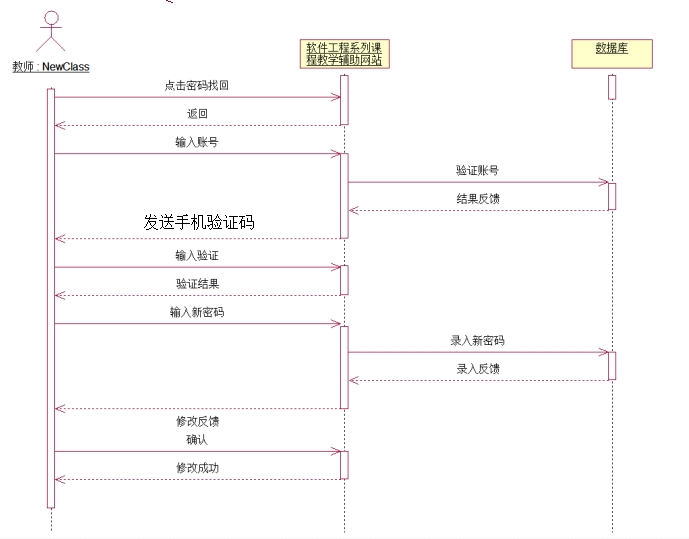 教师 : NewClass
软件工程系列课
程教学辅助网站
数据库
点击密码找回
返回
输入账号
验证账号
结果反馈
发送手机验证码
输入验证
验证结果
输入新密码
录入新密码
录入反馈
修改反馈
确认
修改成功